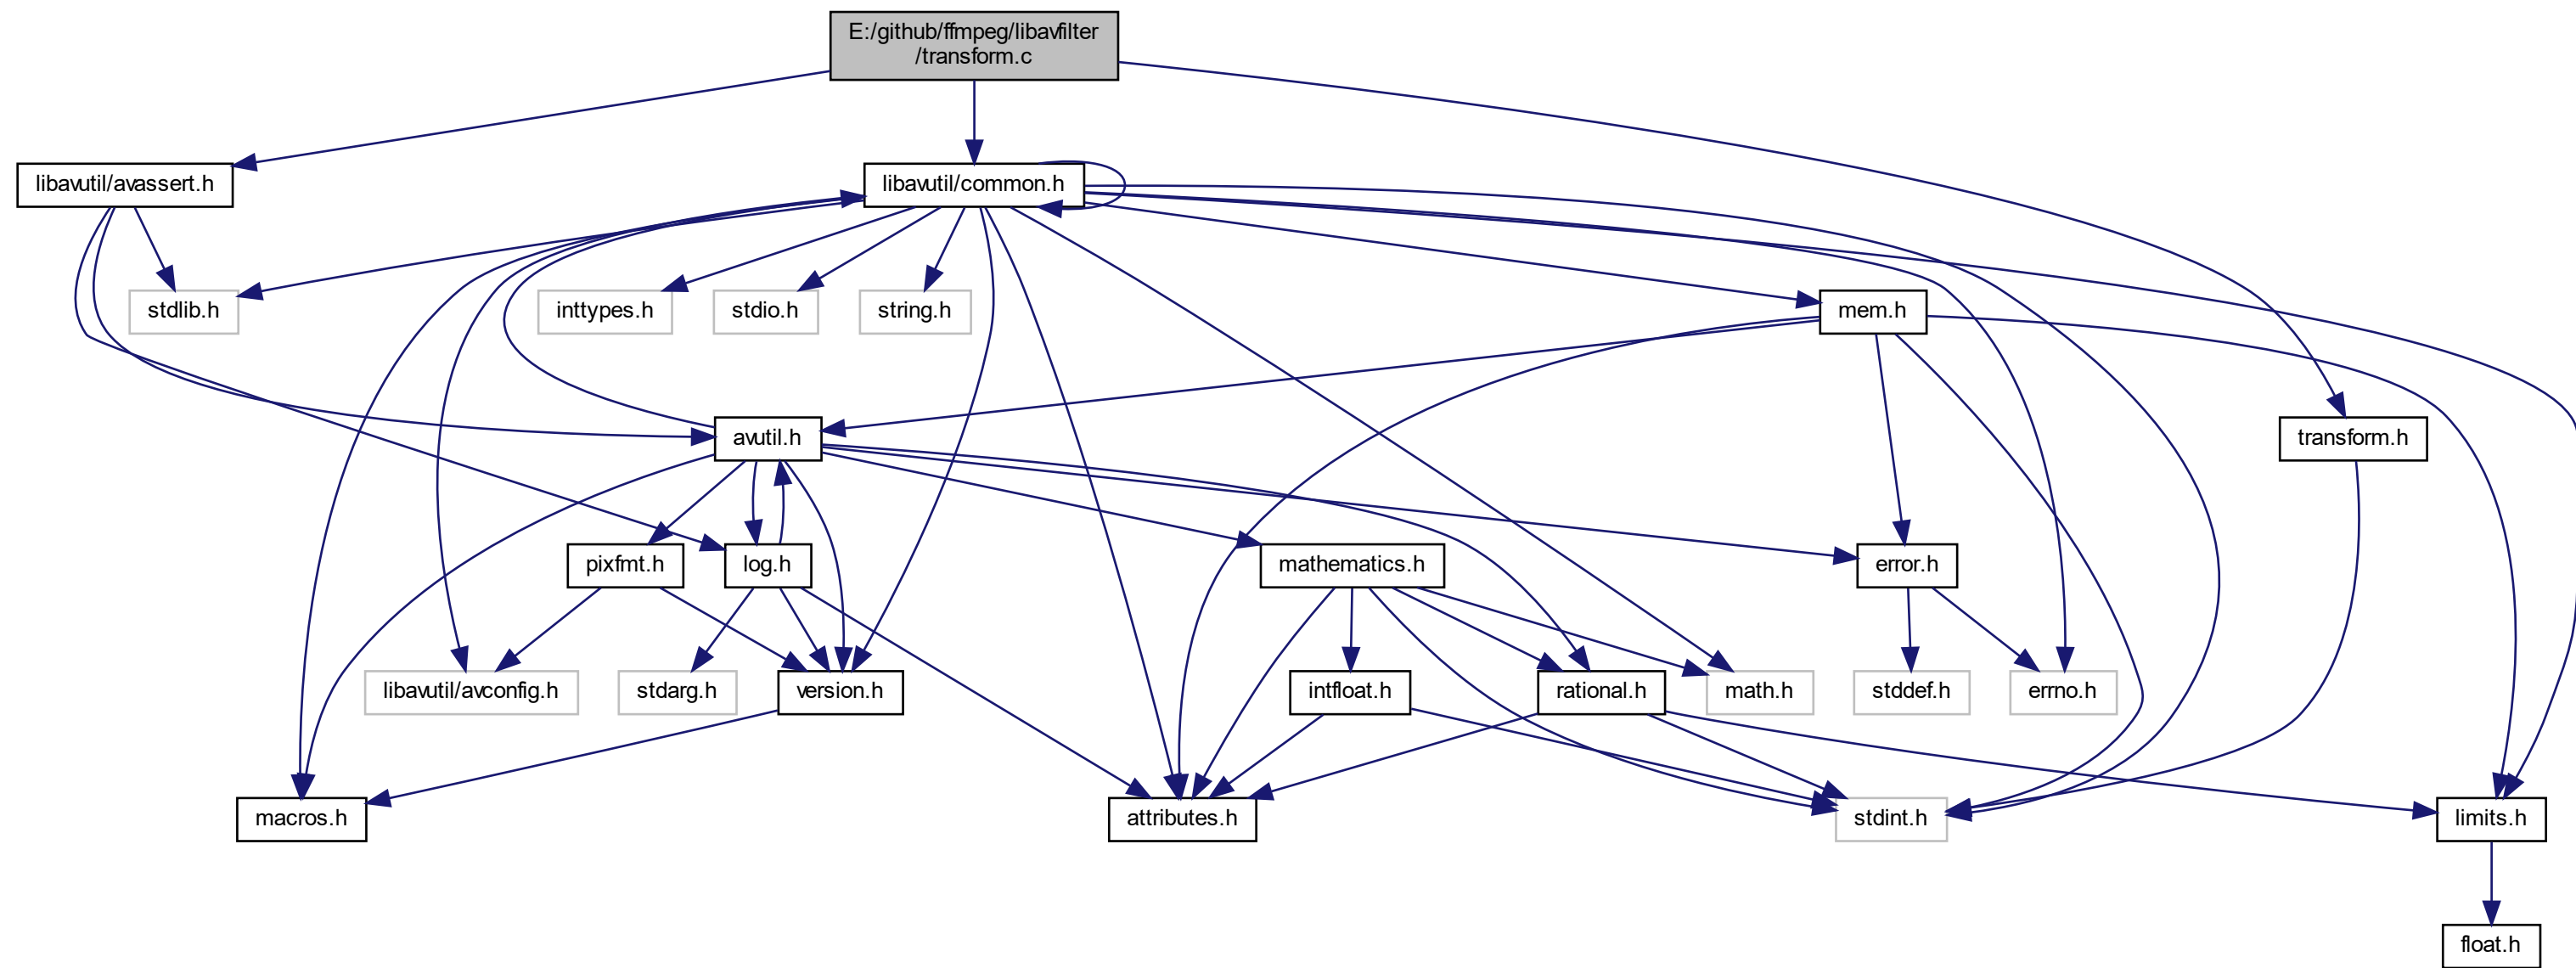 E:/github/ffmpeg/libavfilter
/transform.c
libavutil/avassert.h
libavutil/common.h
stdlib.h
inttypes.h
stdio.h
string.h
mem.h
avutil.h
transform.h
pixfmt.h
log.h
mathematics.h
error.h
libavutil/avconfig.h
stdarg.h
version.h
intfloat.h
rational.h
math.h
stddef.h
errno.h
macros.h
attributes.h
stdint.h
limits.h
float.h